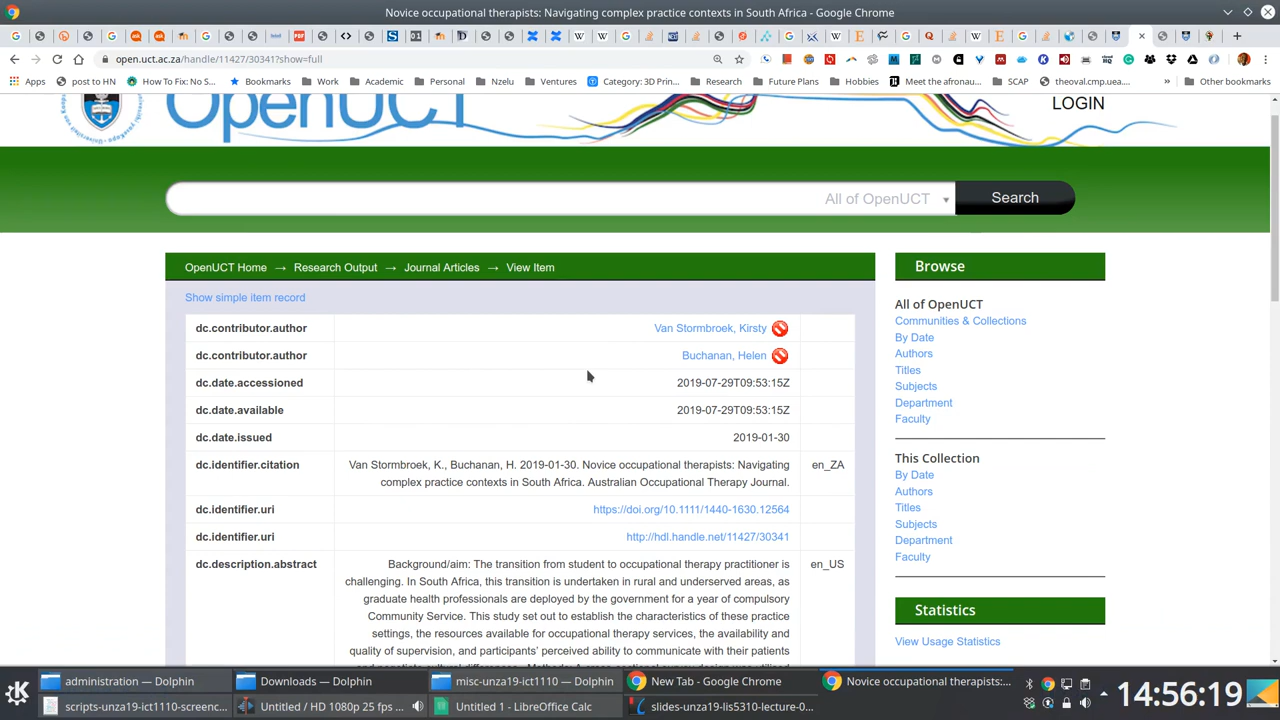 Novice occupational therapists: Navigating complex practice contexts in South Africa - Google Chrome
open.uct.ac.za/handle/11427/30341?show=full
Apps post to HN How To Fix: No S... Bookmarks Work Academic Personal Nzelu Ventures Category: 3D Prin... Research Future Plans Hobbies Meet the afronau... SCAP theoval.cmp.uea.... » Other bookmarks
OpenUCT
LOGIN
All of OpenUCT Search
OpenUCT Home → Research Output → Journal Articles → View Item
Show simple item record
dc.contributor.author Van Stormbroek, Kirsty
dc.contributor.author Buchanan, Helen
dc.date.accessioned 2019-07-29T09:53:15Z
dc.date.available 2019-07-29T09:53:15Z
dc.date.issued 2019-01-30
dc.identifier.citation Van Stormbroek, K., Buchanan, H. 2019-01-30. Novice occupational therapists: Navigating en_ZA
complex practice contexts in South Africa. Australian Occupational Therapy Journal.
dc.identifier.uri https://doi.org/10.1111/1440-1630.12564
dc.identifier.uri http://hdl.handle.net/11427/30341
dc.description.abstract Background/aim: The transition from student to occupational therapy practitioner is en_US
challenging. In South Africa, this transition is undertaken in rural and underserved areas, as
graduate health professionals are deployed by the government for a year of compulsory
Community Service. This study set out to establish the characteristics of these practice
settings, the resources available for occupational therapy services, the availability and
quality of supervision, and participants' perceived ability to communicate with their patients
Browse
All of OpenUCT
Communities & Collections
By Date
Authors
Titles
Subjects
Department
Faculty
This Collection
By Date
Authors
Titles
Subjects
Department
Faculty
Statistics
View Usage Statistics
administration — Dolphin Downloads — Dolphin misc-unza19-ict1110 — Dolphin New Tab - Google Chrome Novice occupational therapists:...
scripts-unza19-ict1110-screenc... Untitled / HD 1080p 25 fps ... Untitled 1 - LibreOffice Calc slides-unza19-lis5310-lecture-0...
14:56:19